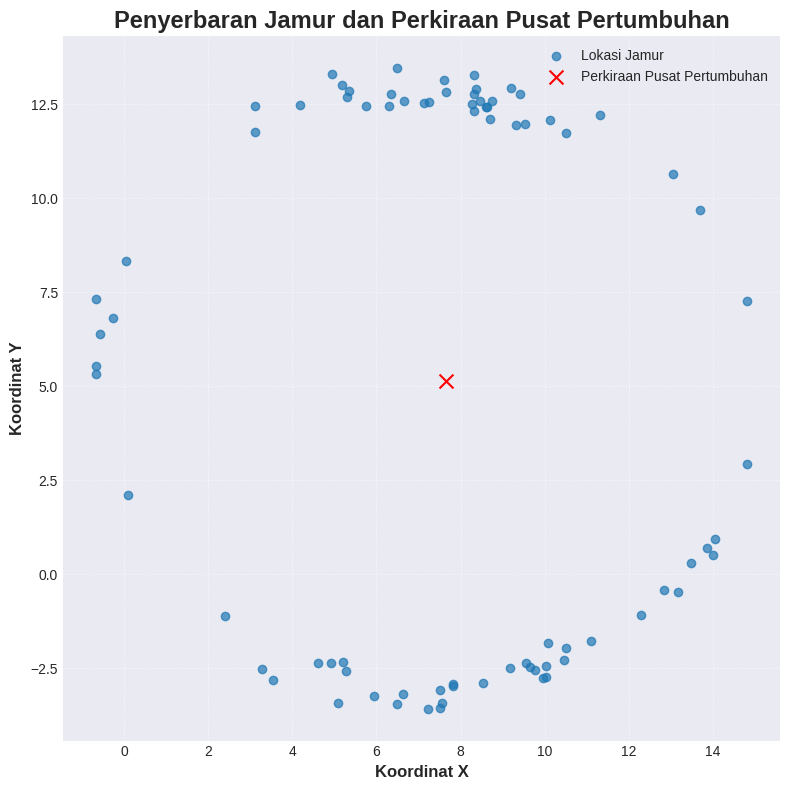 Penyerbaran Jamur dan Perkiraan Pusat Pertumbuhan
Lokasi Jamur
Perkiraan Pusat Pertumbuhan
Koordinat Y
12.5
10.0
7.5
5.0
2.5
0.0
−2.5
0 2 4 6 8 10 12 14
Koordinat X